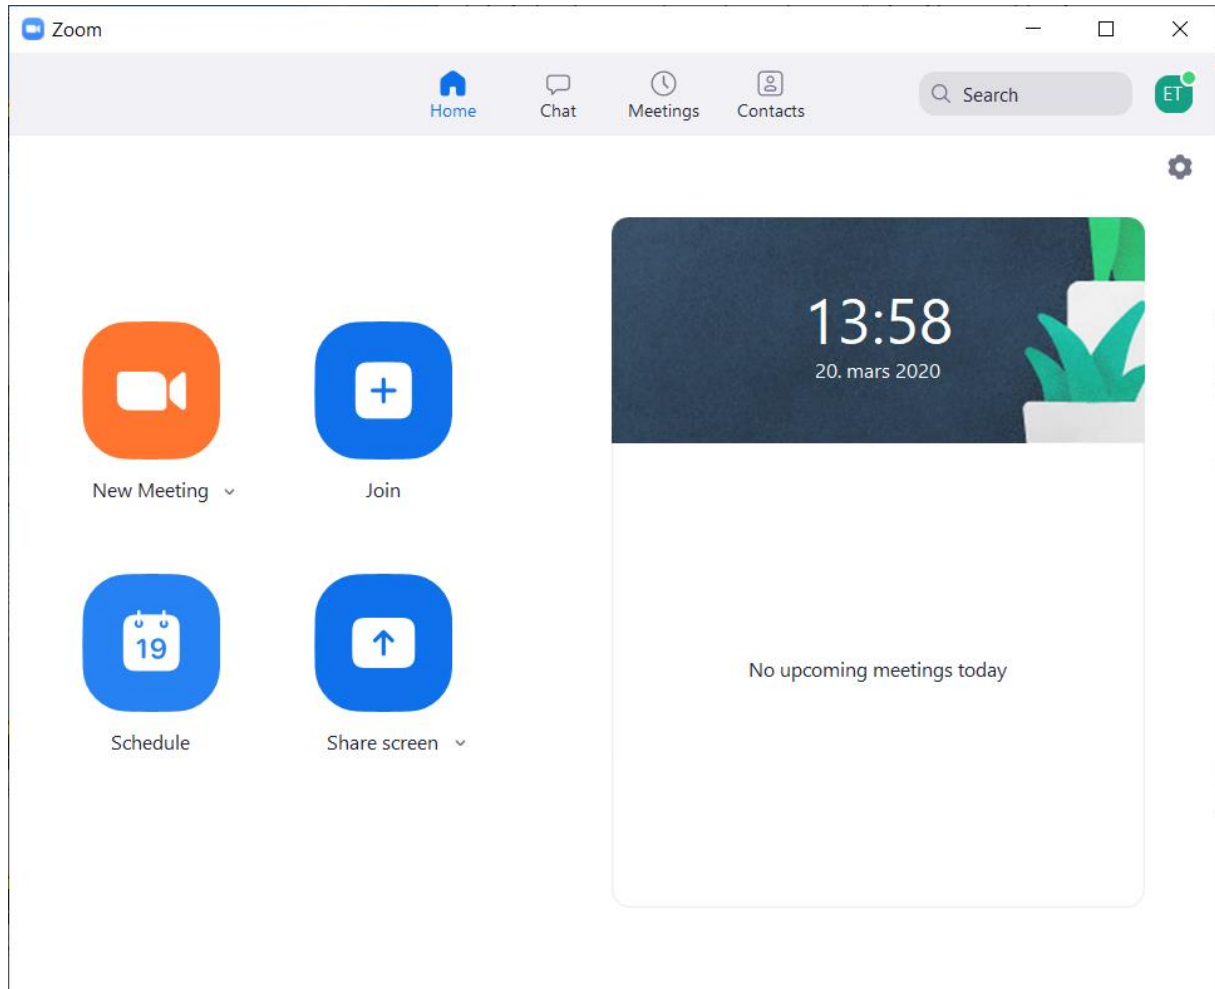 Zoom
Home
Chat
Meetings
Contacts
Search
ET
13:58
20. mars 2020
New Meeting
Join
19
Schedule
Share screen
No upcoming meetings today